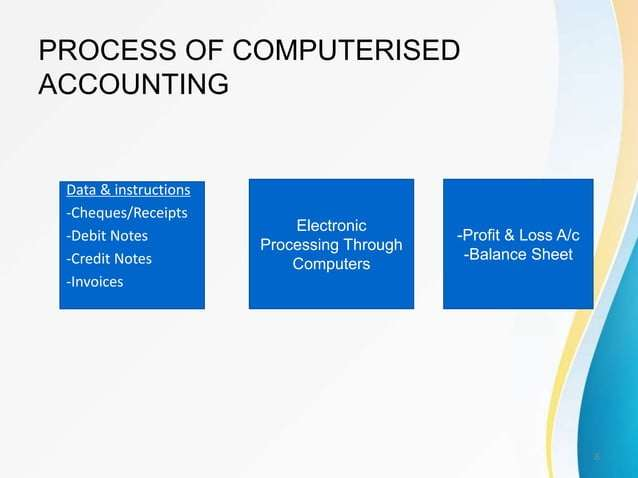 PROCESS OF COMPUTERISED
ACCOUNTING
Data & instructions
-Cheques/Receipts
-Debit Notes
-Credit Notes
-Invoices
Electronic
Processing Through
Computers
-Profit & Loss A/c
-Balance Sheet